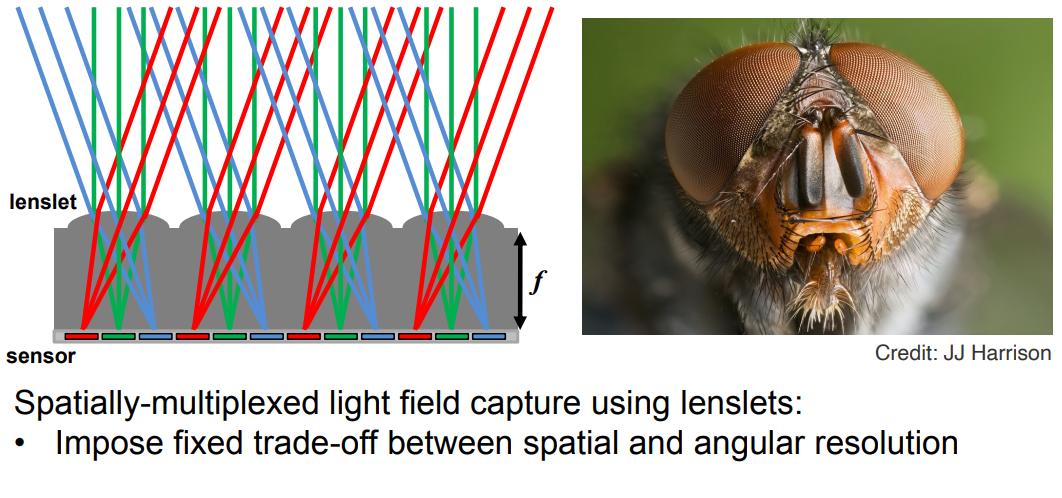 lenslet
f
sensor
Credit: JJ Harrison
Spatially-multiplexed light field capture using lenslets:
• Impose fixed trade-off between spatial and angular resolution